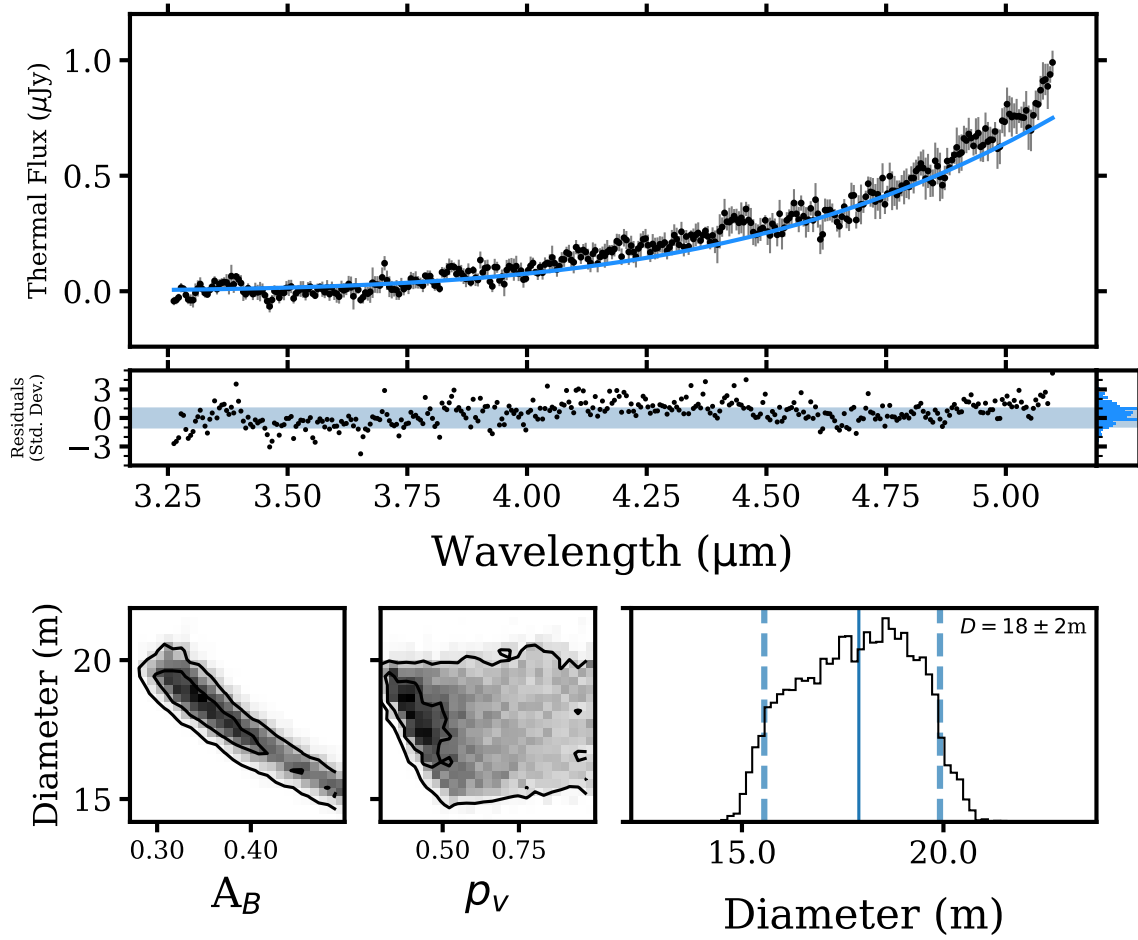 Thermal Flux (μJy)
1.0
0.5
0.0
Residuals
(Std. Dev.)
3
0
−3
3.25 3.50 3.75 4.00 4.25 4.50 4.75 5.00
Wavelength (μm)
Diameter (m)
20
15
0.30 0.40
A_B
0.50 0.75
p_v
D = 18 ± 2m
15.0 20.0
Diameter (m)